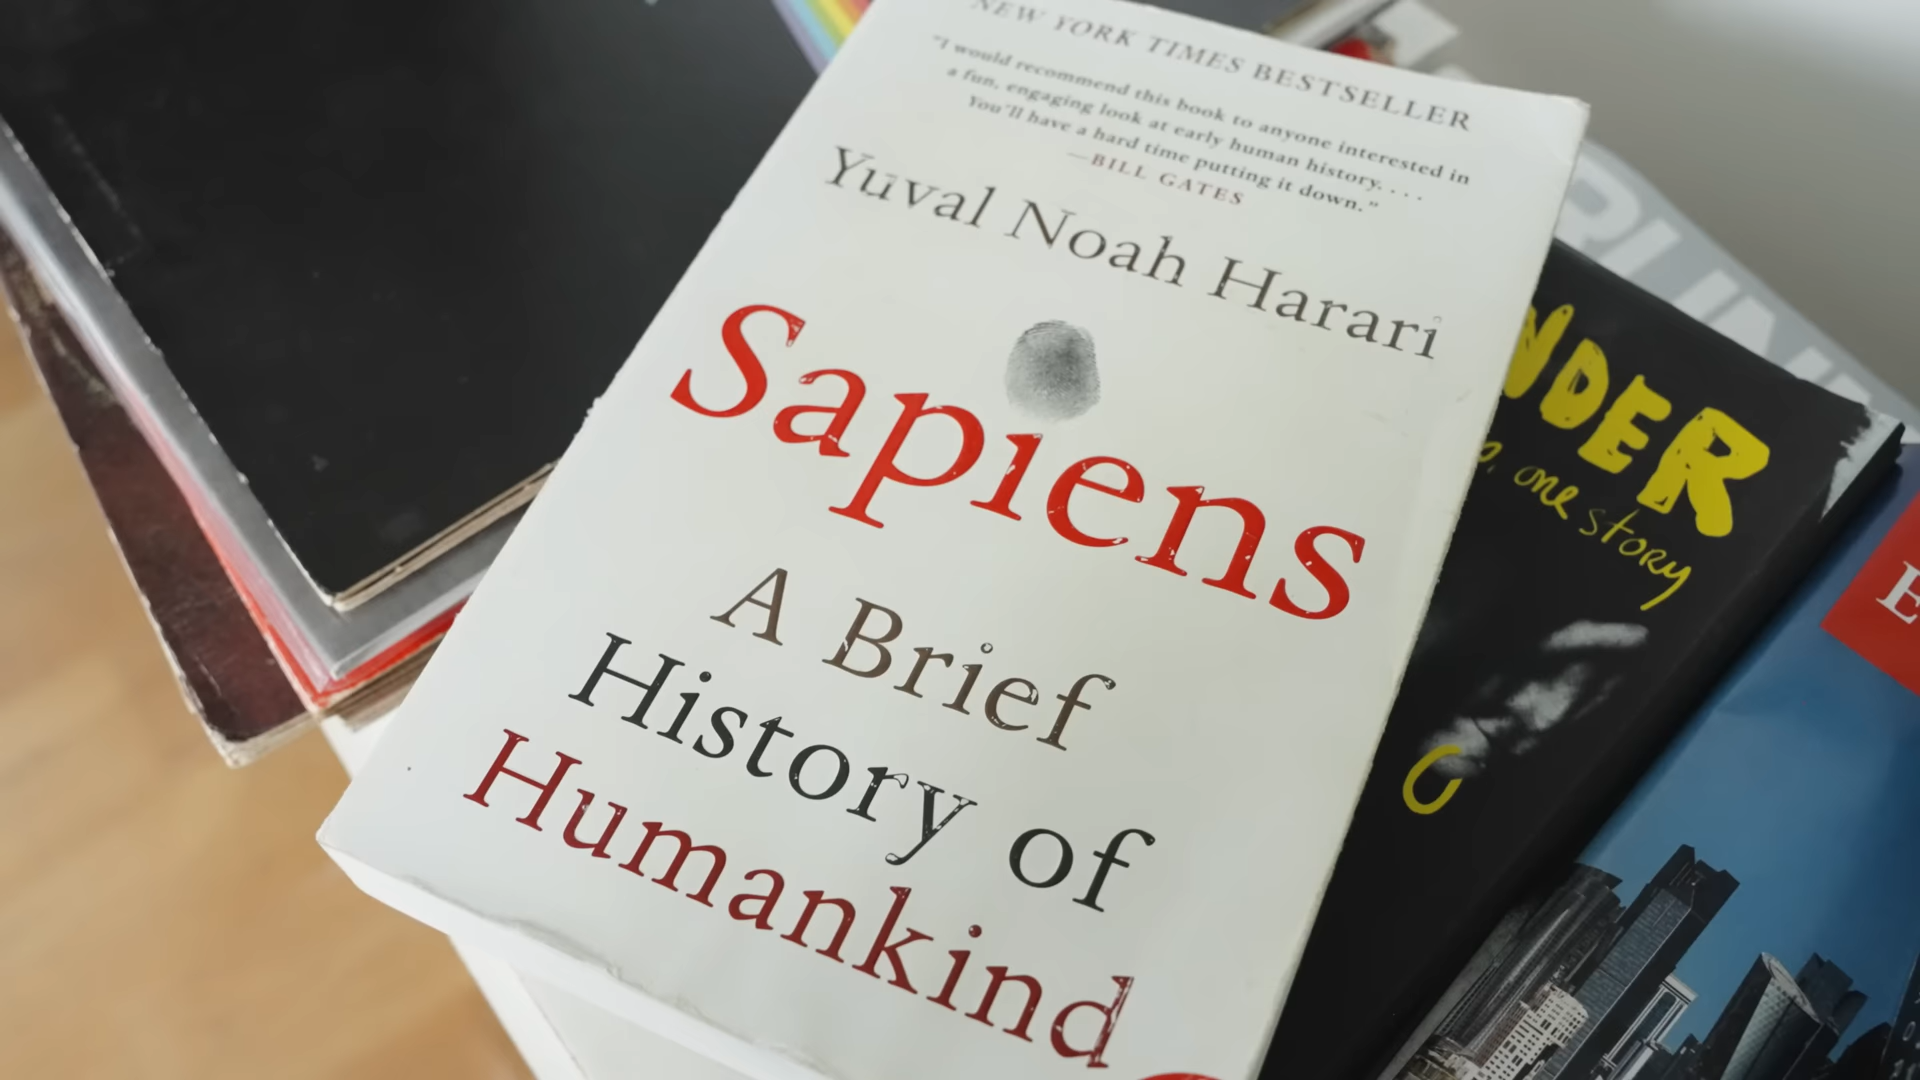 NEW YORK TIMES BESTSELLER
"I would recommend this book to anyone interested in
a fun, engaging look at early human history. . . .
You'll have a hard time putting it down."
—BILL GATES
Yuval Noah Harari
Sapiens
A Brief
History of
Humankind
NDER
one story
E